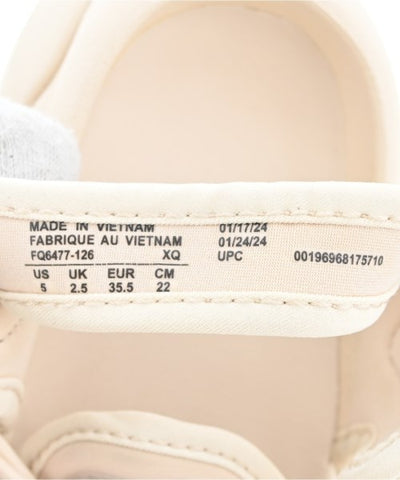 MADE IN VIETNAM 01/17/24
FABRIQUE AU VIETNAM 01/24/24
FQ6477-126 XQ UPC 00196968175710
US UK EUR CM
5 2.5 35.5 22